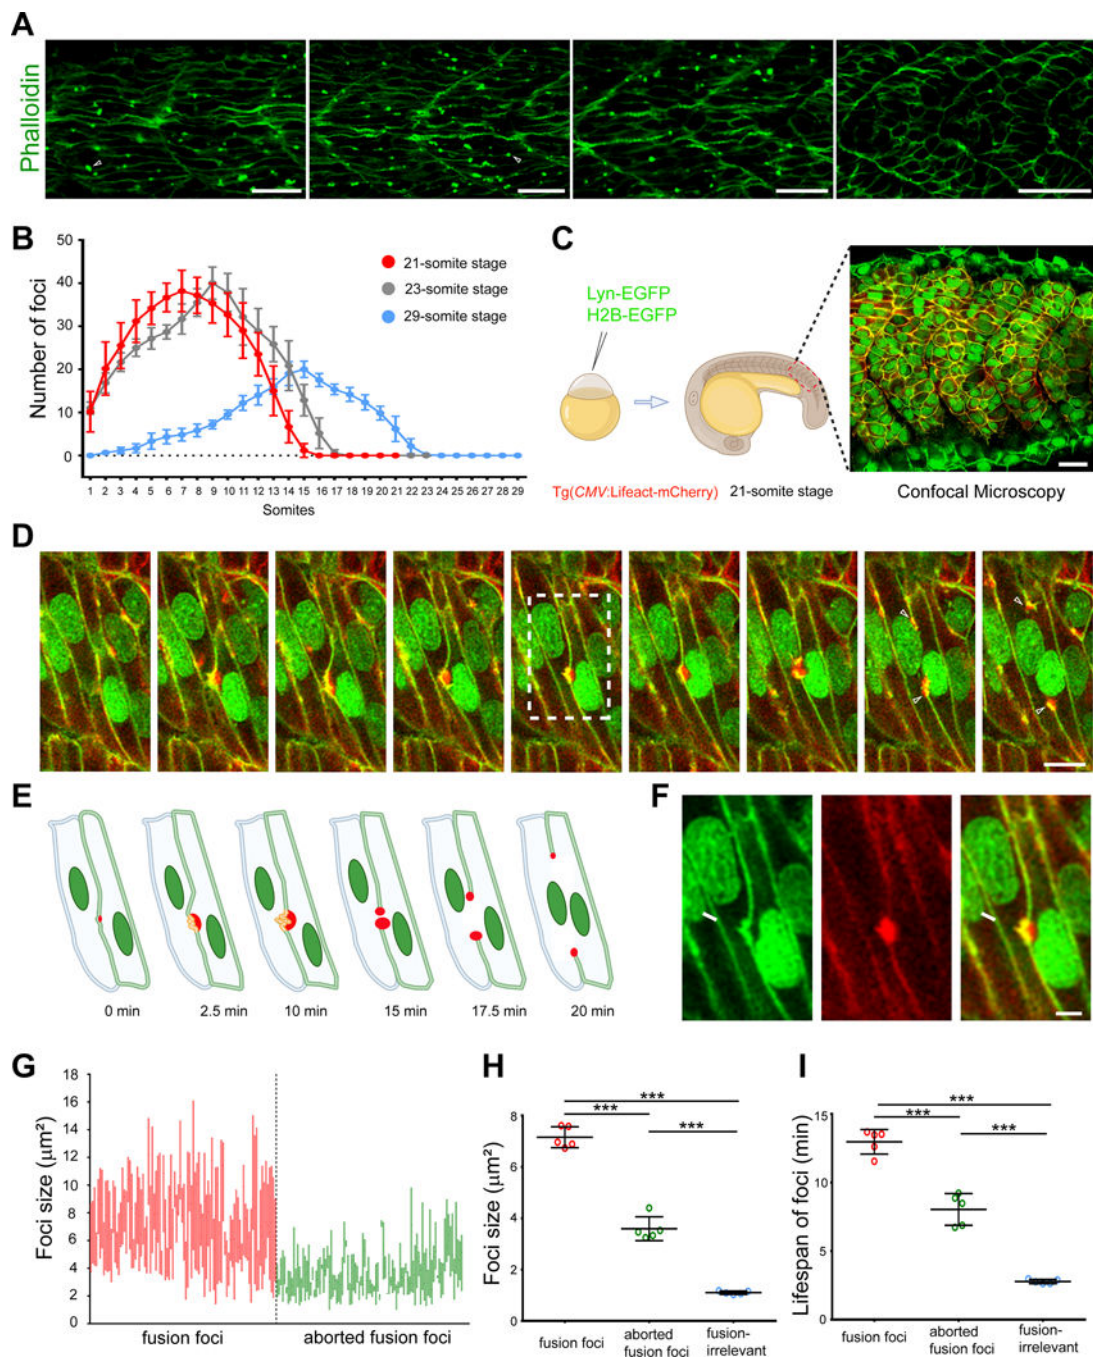 A
Phalloidin
B
Number of foci
50
40
30
20
10
0
21-somite stage
23-somite stage
29-somite stage
1 2 3 4 5 6 7 8 9 10 11 12 13 14 15 16 17 18 19 20 21 22 23 24 25 26 27 28 29
Somites
C
Lyn-EGFP
H2B-EGFP
Tg(CMV:Lifeact-mCherry)
21-somite stage
Confocal Microscopy
D
E
0 min
2.5 min
10 min
15 min
17.5 min
20 min
F
G
Foci size (μm²)
18
16
14
12
10
8
6
4
2
0
fusion foci
aborted fusion foci
H
Foci size (μm²)
8
6
4
2
0
***
***
***
fusion foci
aborted
fusion foci
fusion-
irrelevant
I
Lifespan of foci (min)
15
10
5
0
***
***
***
fusion foci
aborted
fusion foci
fusion-
irrelevant